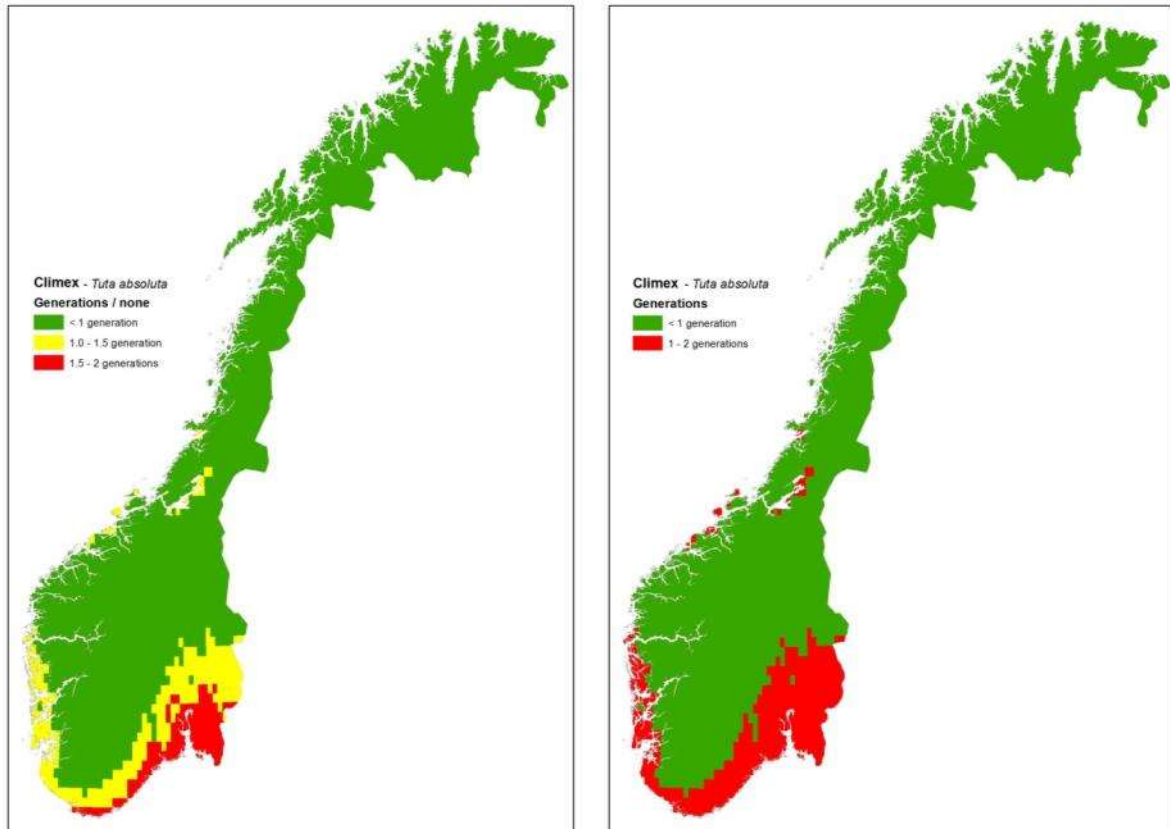 Climex - Tuta absoluta
Generations / none
< 1 generation
1.0 - 1.5 generation
1.5 - 2 generations
Climex - Tuta absoluta
Generations
< 1 generation
1 - 2 generations